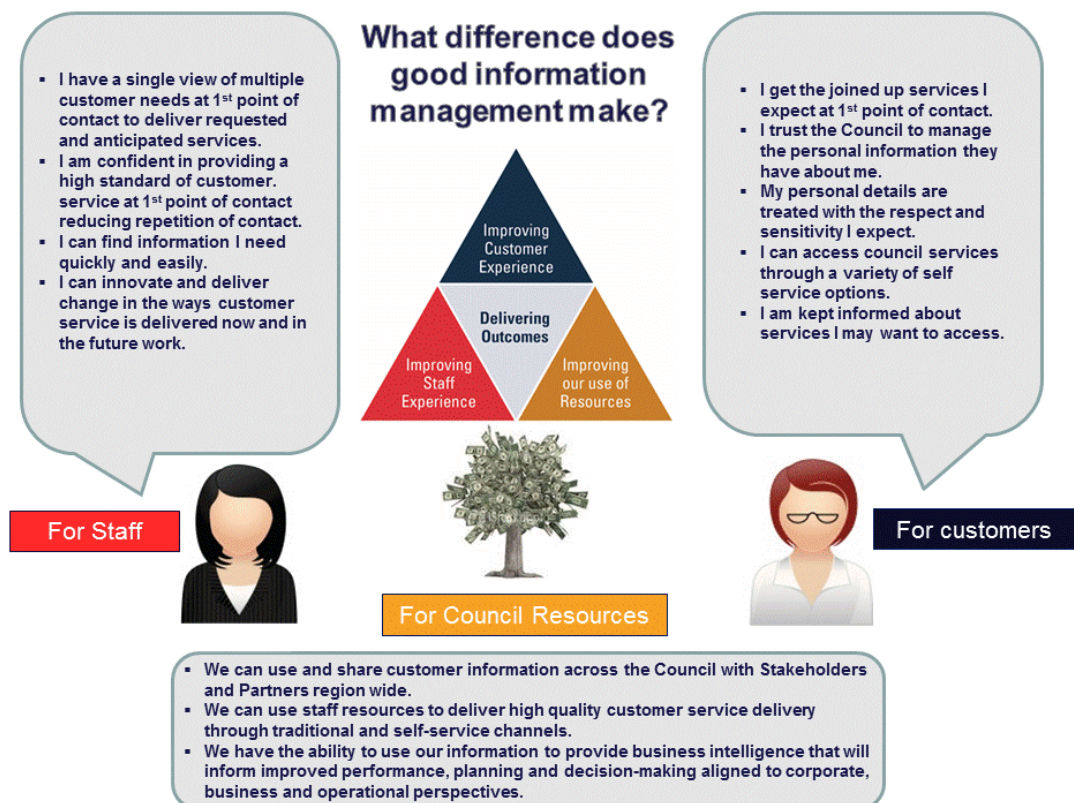 What difference does
good information
management make?
▪ I have a single view of multiple
customer needs at 1st point of
contact to deliver requested
and anticipated services.
▪ I am confident in providing a
high standard of customer.
service at 1st point of contact
reducing repetition of contact.
▪ I can find information I need
quickly and easily.
▪ I can innovate and deliver
change in the ways customer
service is delivered now and in
the future work.
Improving
Customer
Experience
Delivering
Outcomes
Improving
Staff
Experience
Improving
our use of
Resources
▪ I get the joined up services I
expect at 1st point of contact.
▪ I trust the Council to manage
the personal information they
have about me.
▪ My personal details are
treated with the respect and
sensitivity I expect.
▪ I can access council services
through a variety of self
service options.
▪ I am kept informed about
services I may want to access.
For Staff
For customers
For Council Resources
▪ We can use and share customer information across the Council with Stakeholders
and Partners region wide.
▪ We can use staff resources to deliver high quality customer service delivery
through traditional and self-service channels.
▪ We have the ability to use our information to provide business intelligence that will
inform improved performance, planning and decision-making aligned to corporate,
business and operational perspectives.